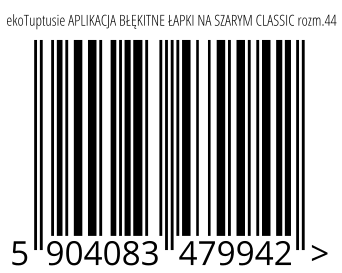 ekoTuptusie APLIKACJA BŁĘKITNE ŁAPKI NA SZARYM CLASSIC rozm.44
5 904083 479942 >